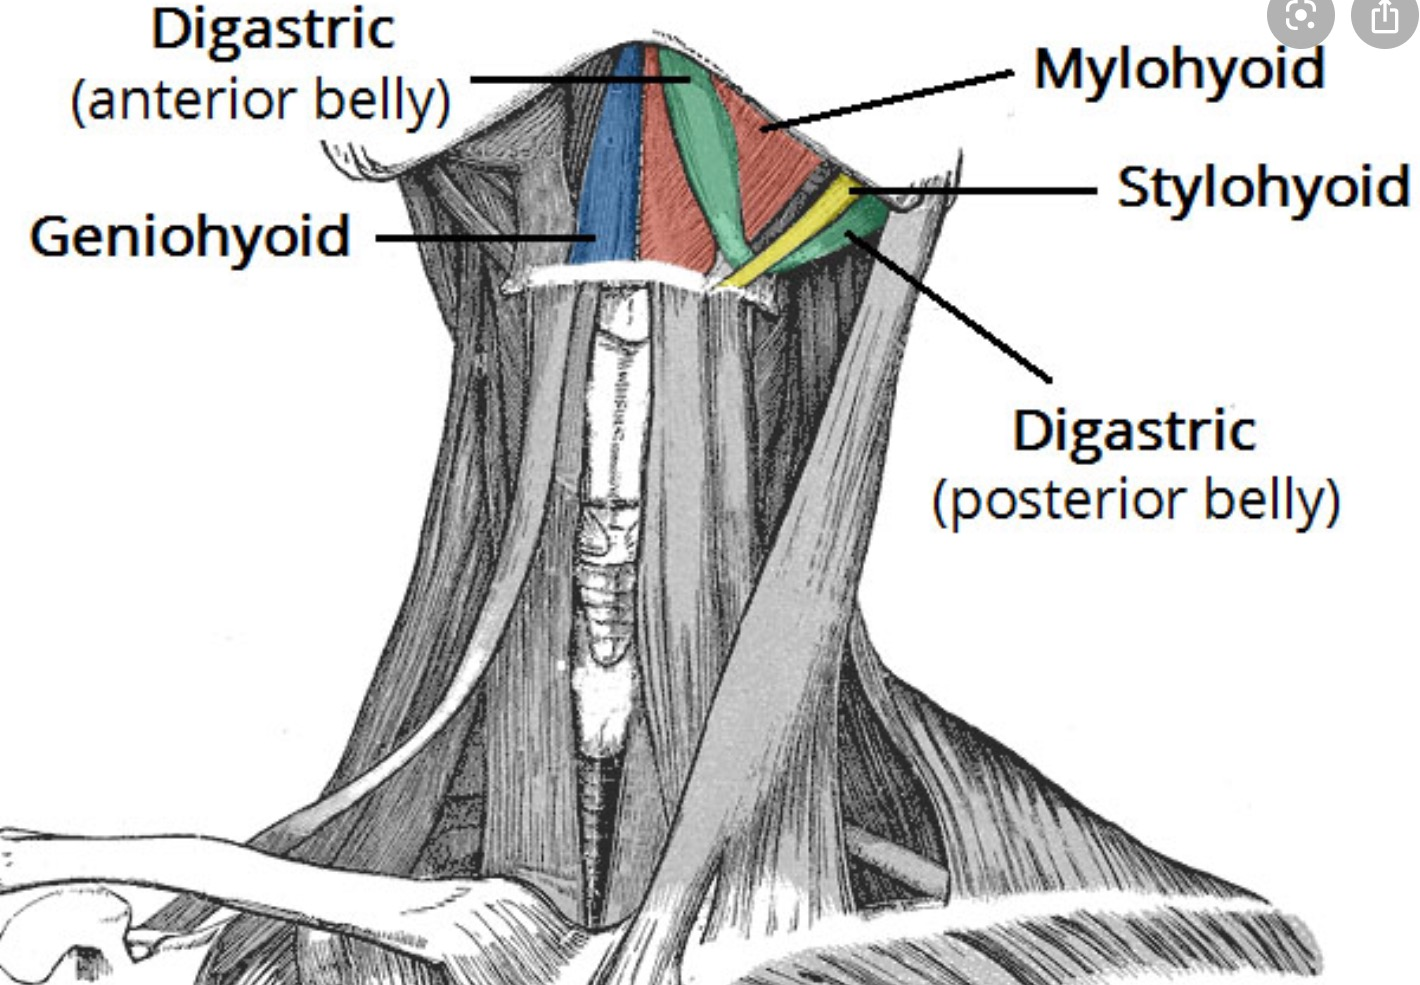 Digastric
(anterior belly)
Mylohyoid
Stylohyoid
Geniohyoid
Digastric
(posterior belly)